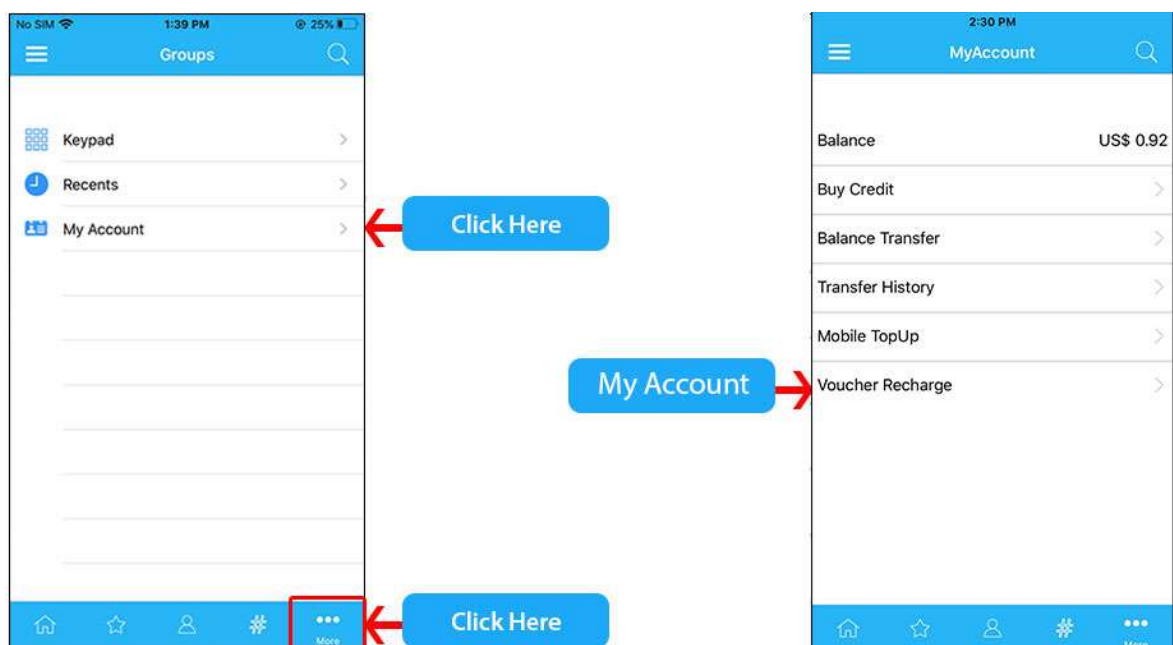 No SIM 1:39 PM 25%
Groups
Keypad
Recents
My Account
Click Here
Click Here
More
2:30 PM
MyAccount
Balance US$ 0.92
Buy Credit
Balance Transfer
Transfer History
Mobile TopUp
My Account
Voucher Recharge
#
#
More